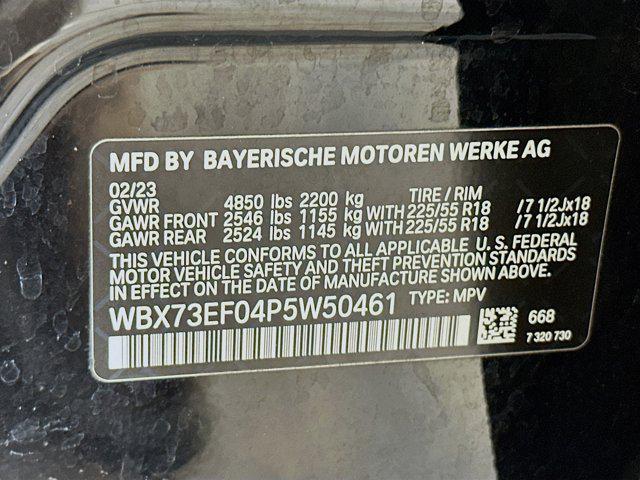 MFD BY BAYERISCHE MOTOREN WERKE AG
02/23 TIRE / RIM
GVWR 4850 lbs 2200 kg
GAWR FRONT 2546 lbs 1155 kg WITH 225/55 R18 /7 1/2Jx18
GAWR REAR 2524 lbs 1145 kg WITH 225/55 R18 /7 1/2Jx18
THIS VEHICLE CONFORMS TO ALL APPLICABLE U.S. FEDERAL
MOTOR VEHICLE SAFETY AND THEFT PREVENTION STANDARDS
IN EFFECT ON THE DATE OF MANUFACTURE SHOWN ABOVE.
WBX73EF04P5W50461 TYPE: MPV
668
7 320 730